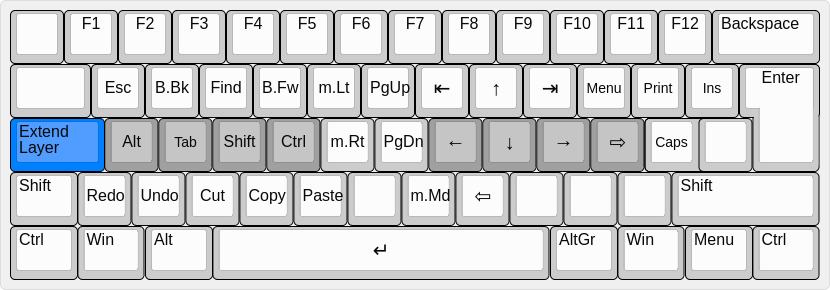 F1 F2 F3 F4 F5 F6 F7 F8 F9 F10 F11 F12 Backspace
Esc B.Bk Find B.Fw m.Lt PgUp ⇤ ↑ ⇥ Menu Print Ins Enter
Extend
Layer
Alt Tab Shift Ctrl m.Rt PgDn ← ↓ → ⇨ Caps
Shift Redo Undo Cut Copy Paste m.Md ⇦ Shift
Ctrl Win Alt ↵ AltGr Win Menu Ctrl